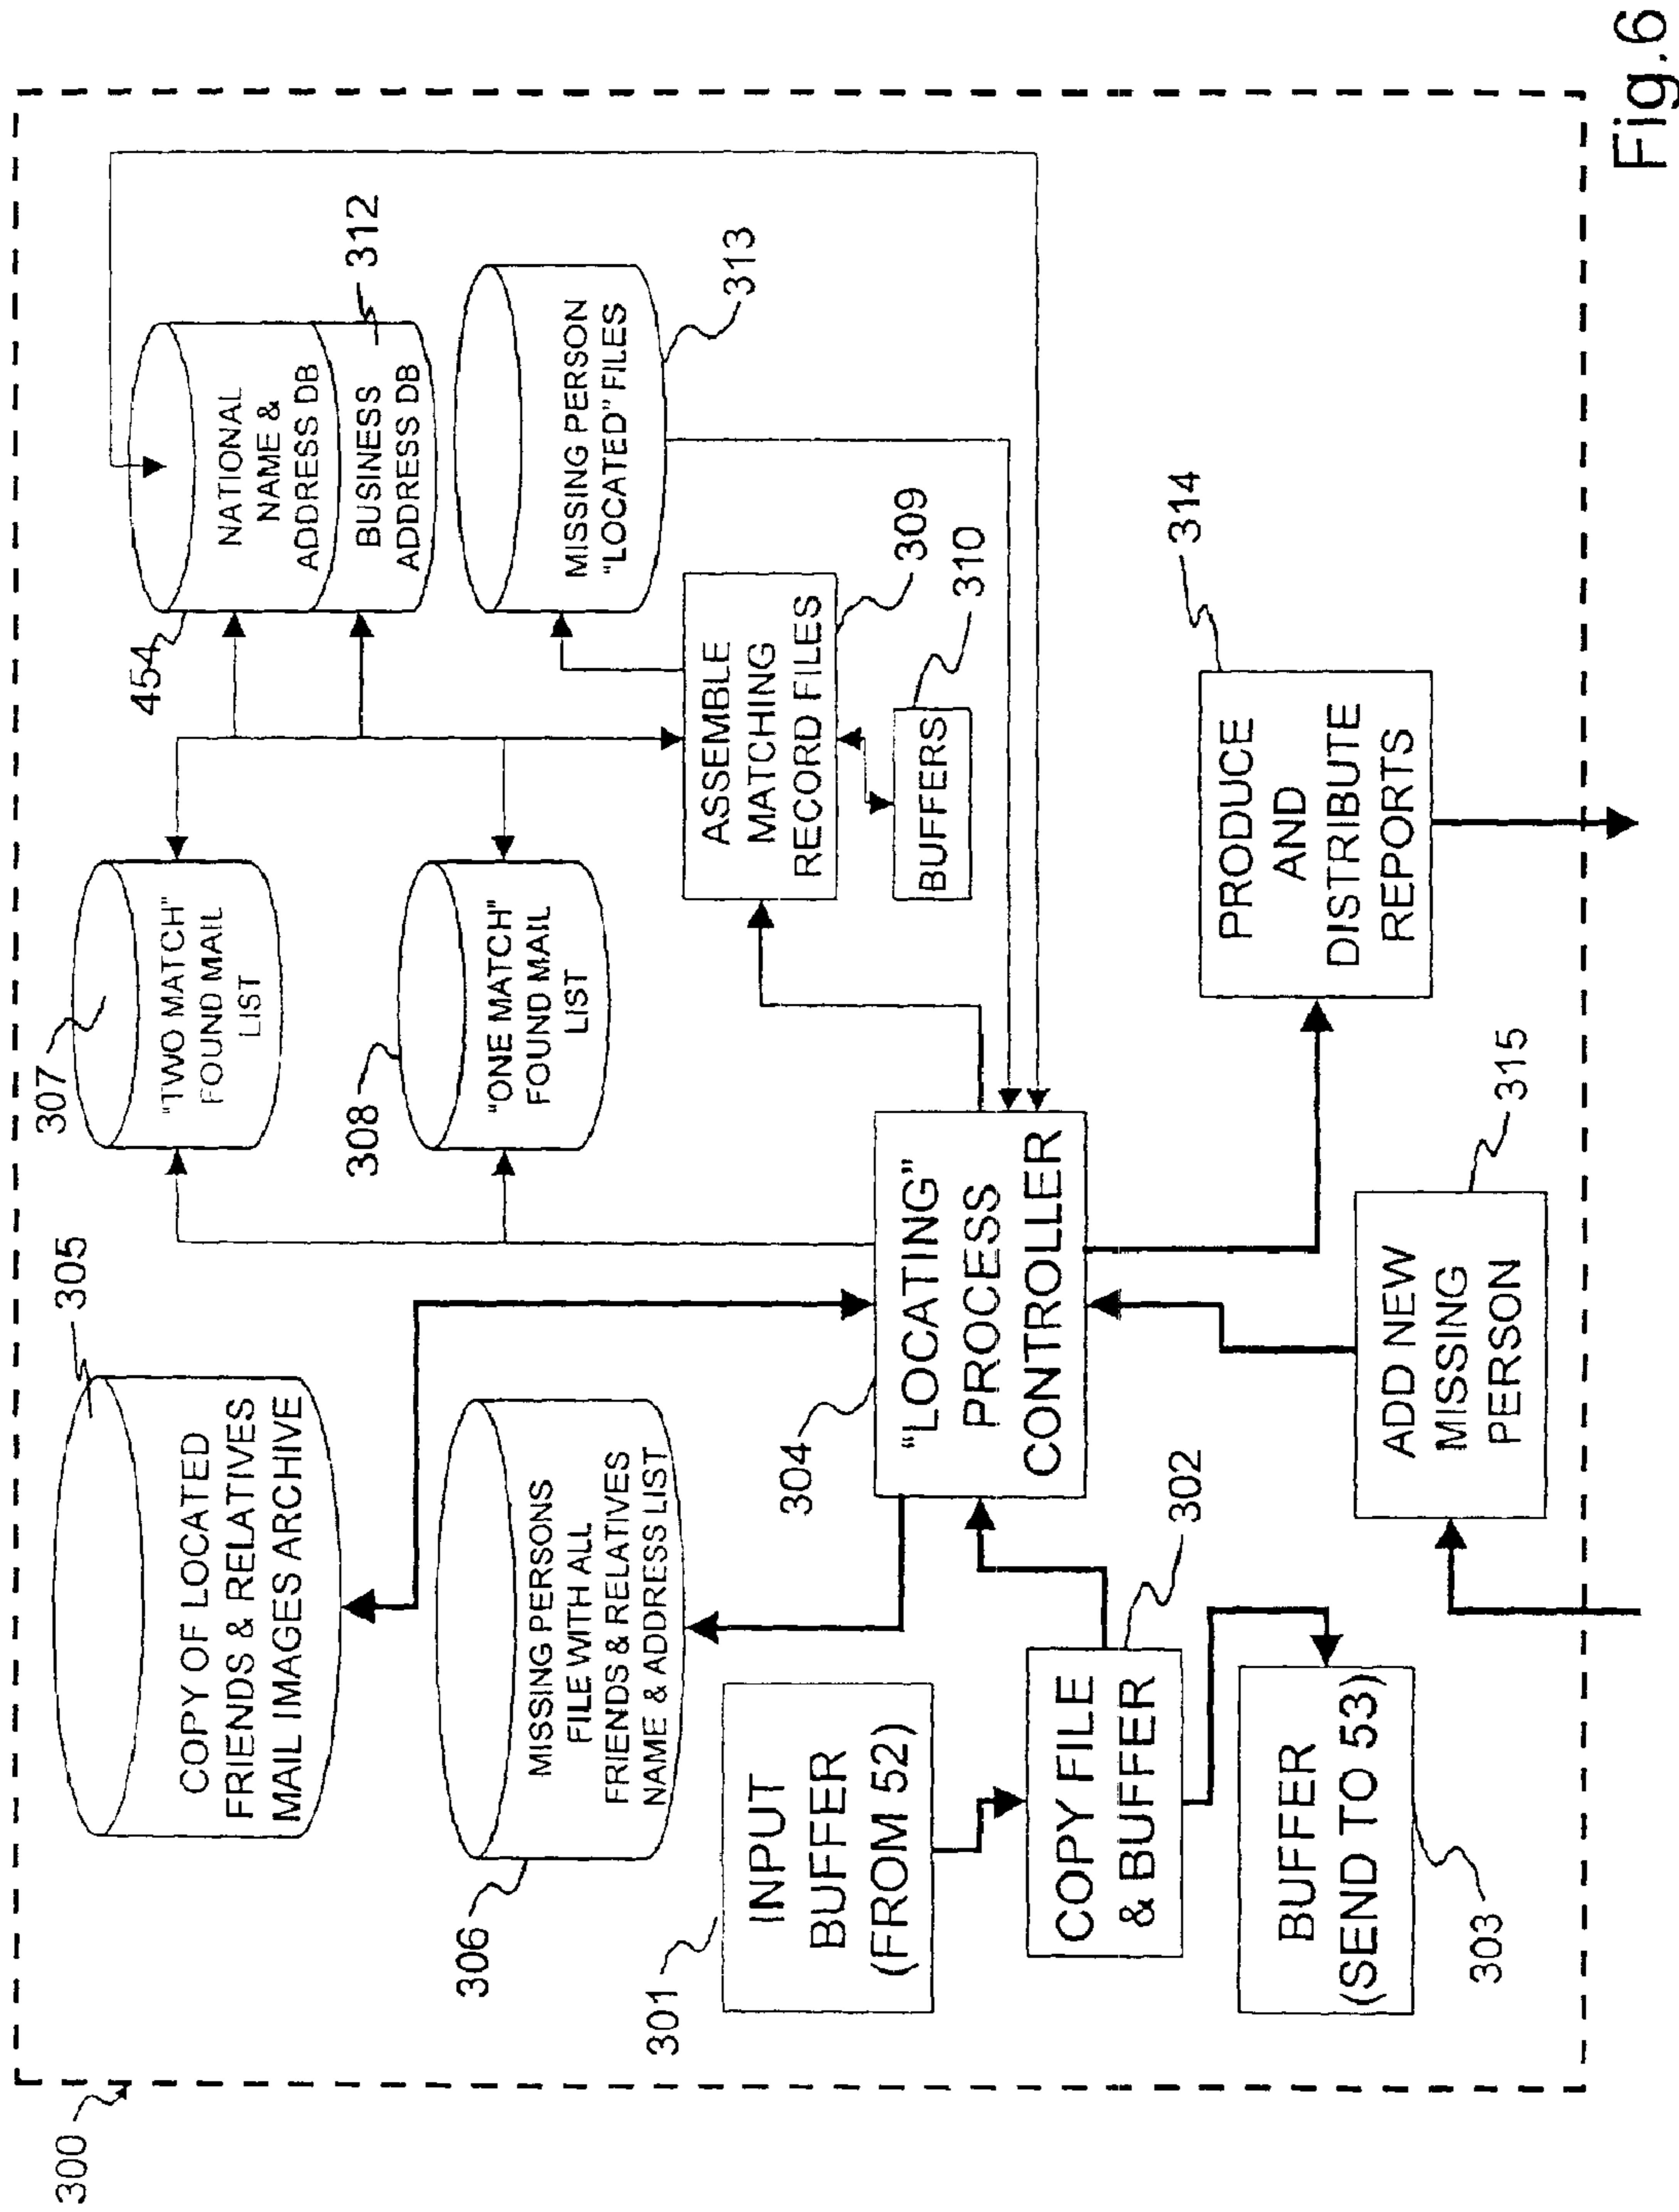 300
305
COPY OF LOCATED
FRIENDS & RELATIVES
MAIL IMAGES ARCHIVE
307
"TWO MATCH"
FOUND MAIL
LIST
454
NATIONAL
NAME &
ADDRESS DB
BUSINESS
ADDRESS DB
312
306
MISSING PERSONS
FILE WITH ALL
FRIENDS & RELATIVES
NAME & ADDRESS LIST
308
"ONE MATCH"
FOUND MAIL
LIST
MISSING PERSON
"LOCATED" FILES
313
301
INPUT
BUFFER
(FROM 52)
ASSEMBLE
MATCHING
RECORD FILES
309
BUFFERS
310
304
"LOCATING"
PROCESS
CONTROLLER
COPY FILE
& BUFFER
302
BUFFER
(SEND TO 53)
303
ADD NEW
MISSING
PERSON
315
PRODUCE
AND
DISTRIBUTE
REPORTS
314
Fig.6